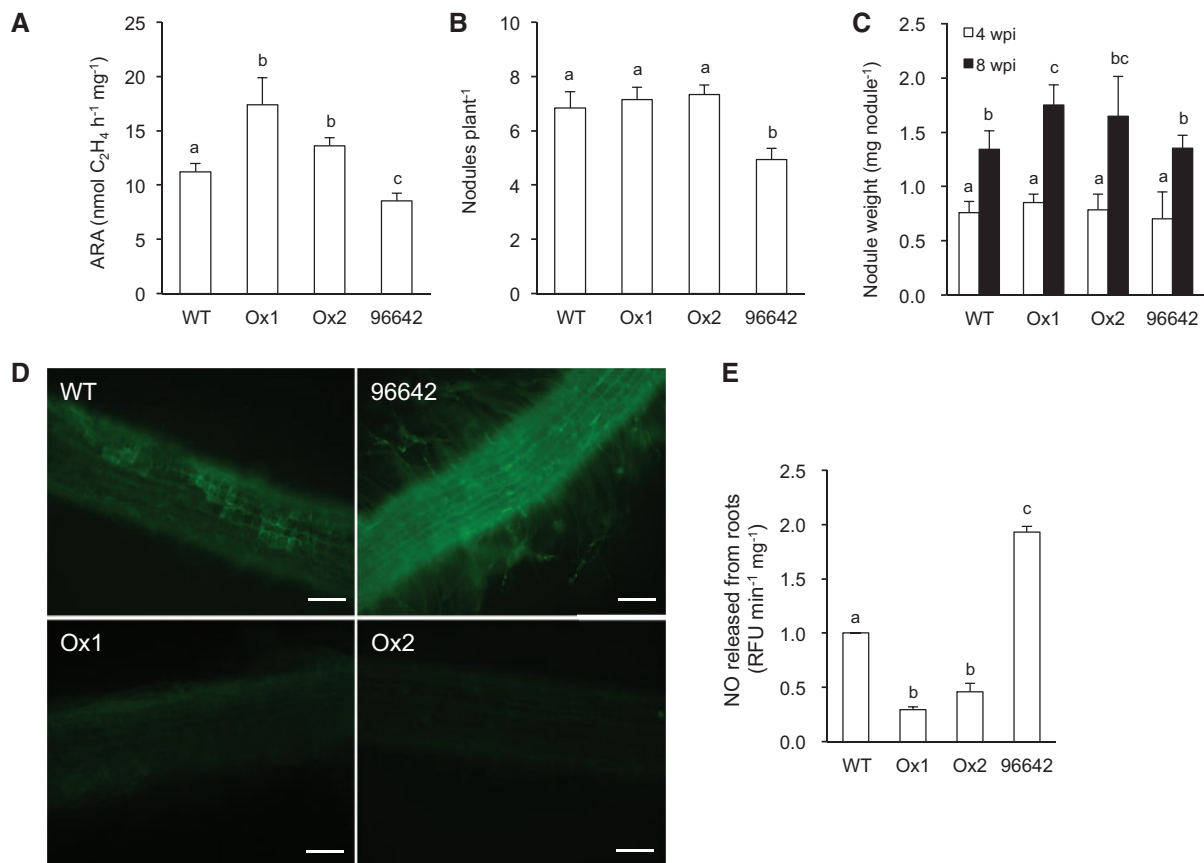 A
ARA (nmol C₂H₄ h⁻¹ mg⁻¹)
25
20
15
10
5
0
a
b
b
c
WT Ox1 Ox2 96642
B
Nodules plant⁻¹
10
8
6
4
2
0
a
a
a
b
WT Ox1 Ox2 96642
C
Nodule weight (mg nodule⁻¹)
2.5
2.0
1.5
1.0
0.5
0.0
4 wpi
8 wpi
a
b
a
c
a
bc
a
b
WT Ox1 Ox2 96642
D
WT
96642
Ox1
Ox2
E
NO released from roots
(RFU min⁻¹ mg⁻¹)
2.5
2.0
1.5
1.0
0.5
0.0
a
b
b
c
WT Ox1 Ox2 96642